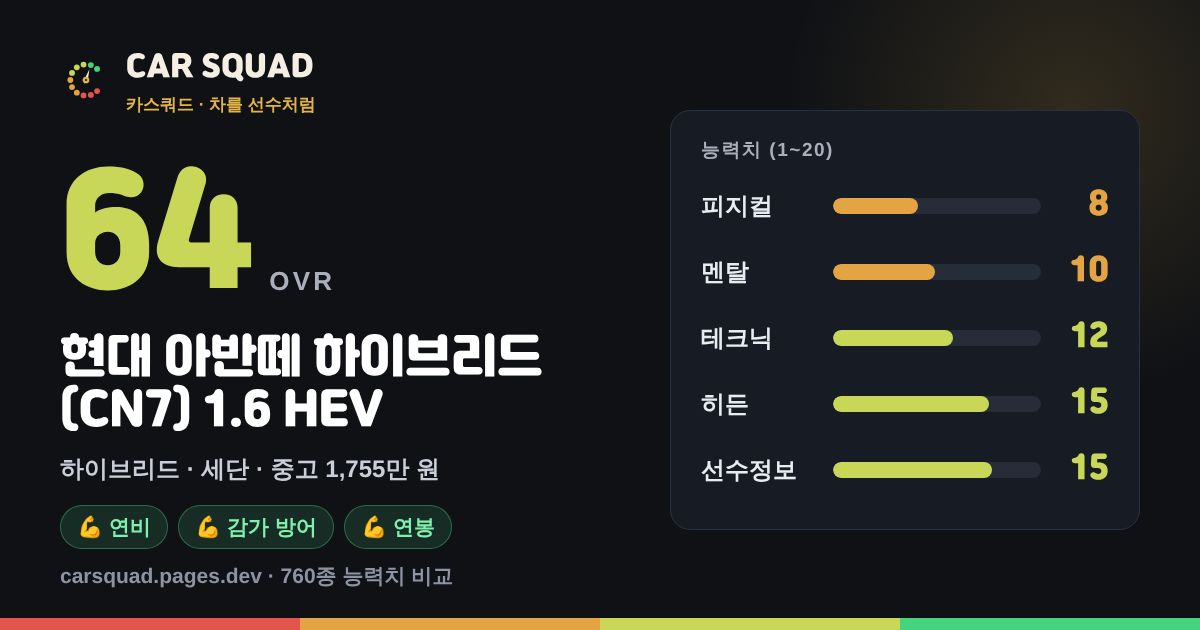 CAR SQUAD
카스쿼드 · 차를 선수처럼
64 OVR
현대 아반떼 하이브리드
(CN7) 1.6 HEV
하이브리드 · 세단 · 중고 1,755만 원
💪 연비 💪 감가 방어 💪 연봉
carsquad.pages.dev · 760종 능력치 비교
능력치 (1~20)
피지컬 8
멘탈 10
테크닉 12
히든 15
선수정보 15